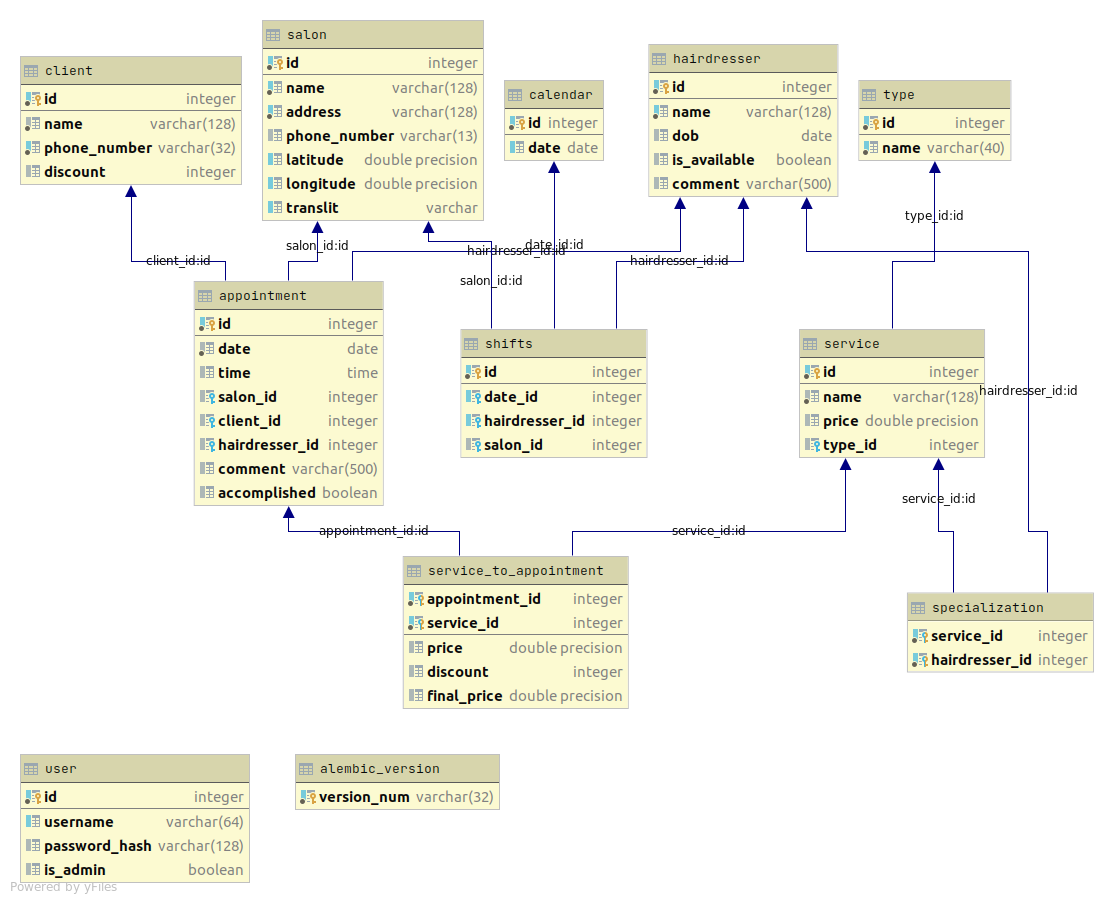 client
id integer
name varchar(128)
phone_number varchar(32)
discount integer
salon
id integer
name varchar(128)
address varchar(128)
phone_number varchar(13)
latitude double precision
longitude double precision
translit varchar
calendar
id integer
date date
hairdresser
id integer
name varchar(128)
dob date
is_available boolean
comment varchar(500)
type
id integer
name varchar(40)
client_id:id
salon_id:id
hairdresser_id:id
date_id:id
salon_id:id
hairdresser_id:id
type_id:id
hairdresser_id:id
appointment
id integer
date date
time time
salon_id integer
client_id integer
hairdresser_id integer
comment varchar(500)
accomplished boolean
shifts
id integer
date_id integer
hairdresser_id integer
salon_id integer
service
id integer
name varchar(128)
price double precision
type_id integer
appointment_id:id
service_id:id
service_id:id
service_to_appointment
appointment_id integer
service_id integer
price double precision
discount integer
final_price double precision
specialization
service_id integer
hairdresser_id integer
user
id integer
username varchar(64)
password_hash varchar(128)
is_admin boolean
alembic_version
version_num varchar(32)
Powered by yFiles